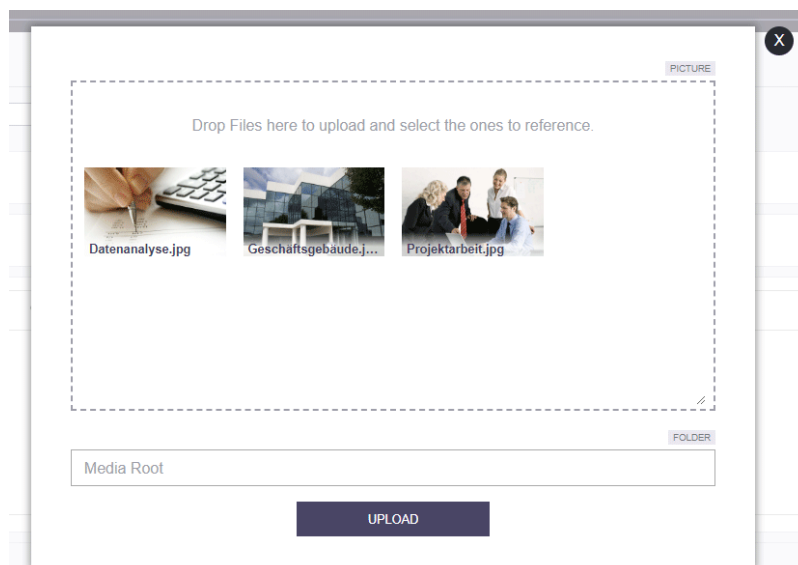 X
PICTURE
Drop Files here to upload and select the ones to reference.
Datenanalyse.jpg
Geschäftsgebäude.j...
Projektarbeit.jpg
FOLDER
Media Root
UPLOAD